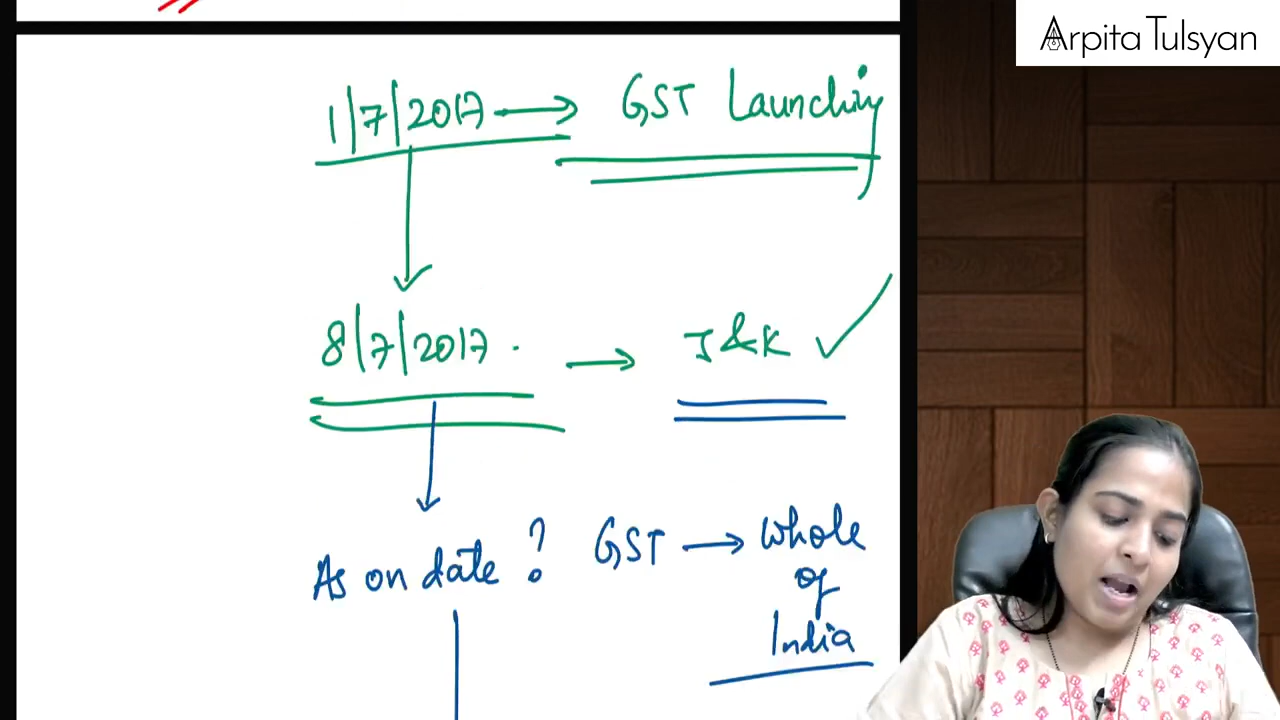 Arpita Tulsyan
1/7/2017 → GST Launching
8/7/2017 → J&K ✓
As on date ? GST → Whole
of
India